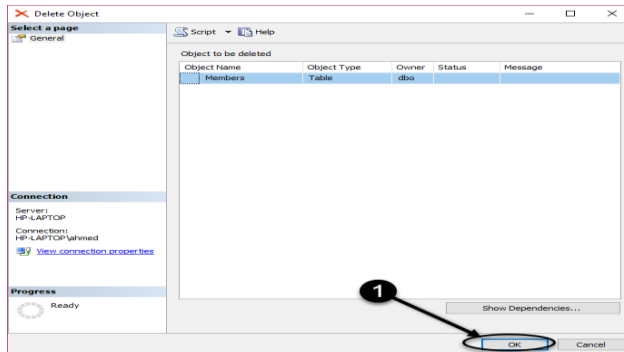 Delete Object
Select a page
General
Script Help
Object to be deleted
Object Name Object Type Owner Status Message
Members Table dbo
Connection
Server:
HP-LAPTOP
Connection:
HP-LAPTOP\ahmed
View connection properties
Progress
Ready
1
Show Dependencies...
OK Cancel